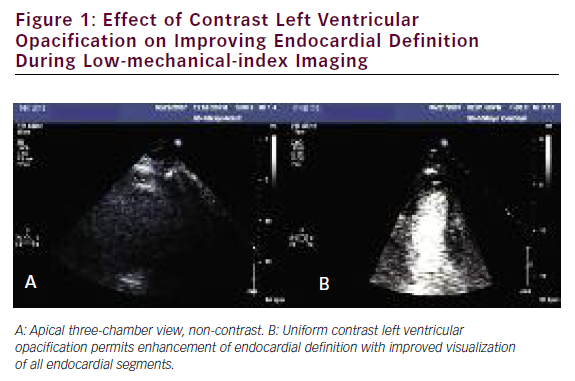 Figure 1: Effect of Contrast Left Ventricular
Opacification on Improving Endocardial Definition
During Low-mechanical-index Imaging
A
B
A: Apical three-chamber view, non-contrast. B: Uniform contrast left ventricular
opacification permits enhancement of endocardial definition with improved visualization
of all endocardial segments.